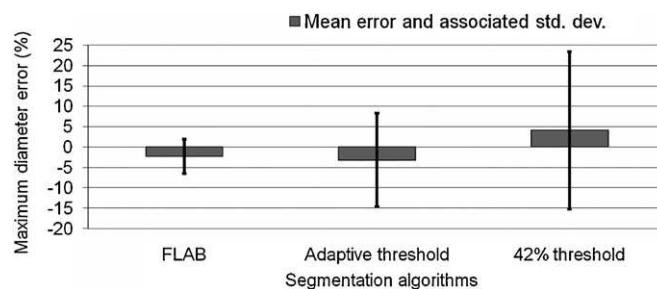 Mean error and associated std. dev.
Maximum diameter error (%)
25
20
15
10
5
0
-5
-10
-15
-20
FLAB Adaptive threshold 42% threshold
Segmentation algorithms